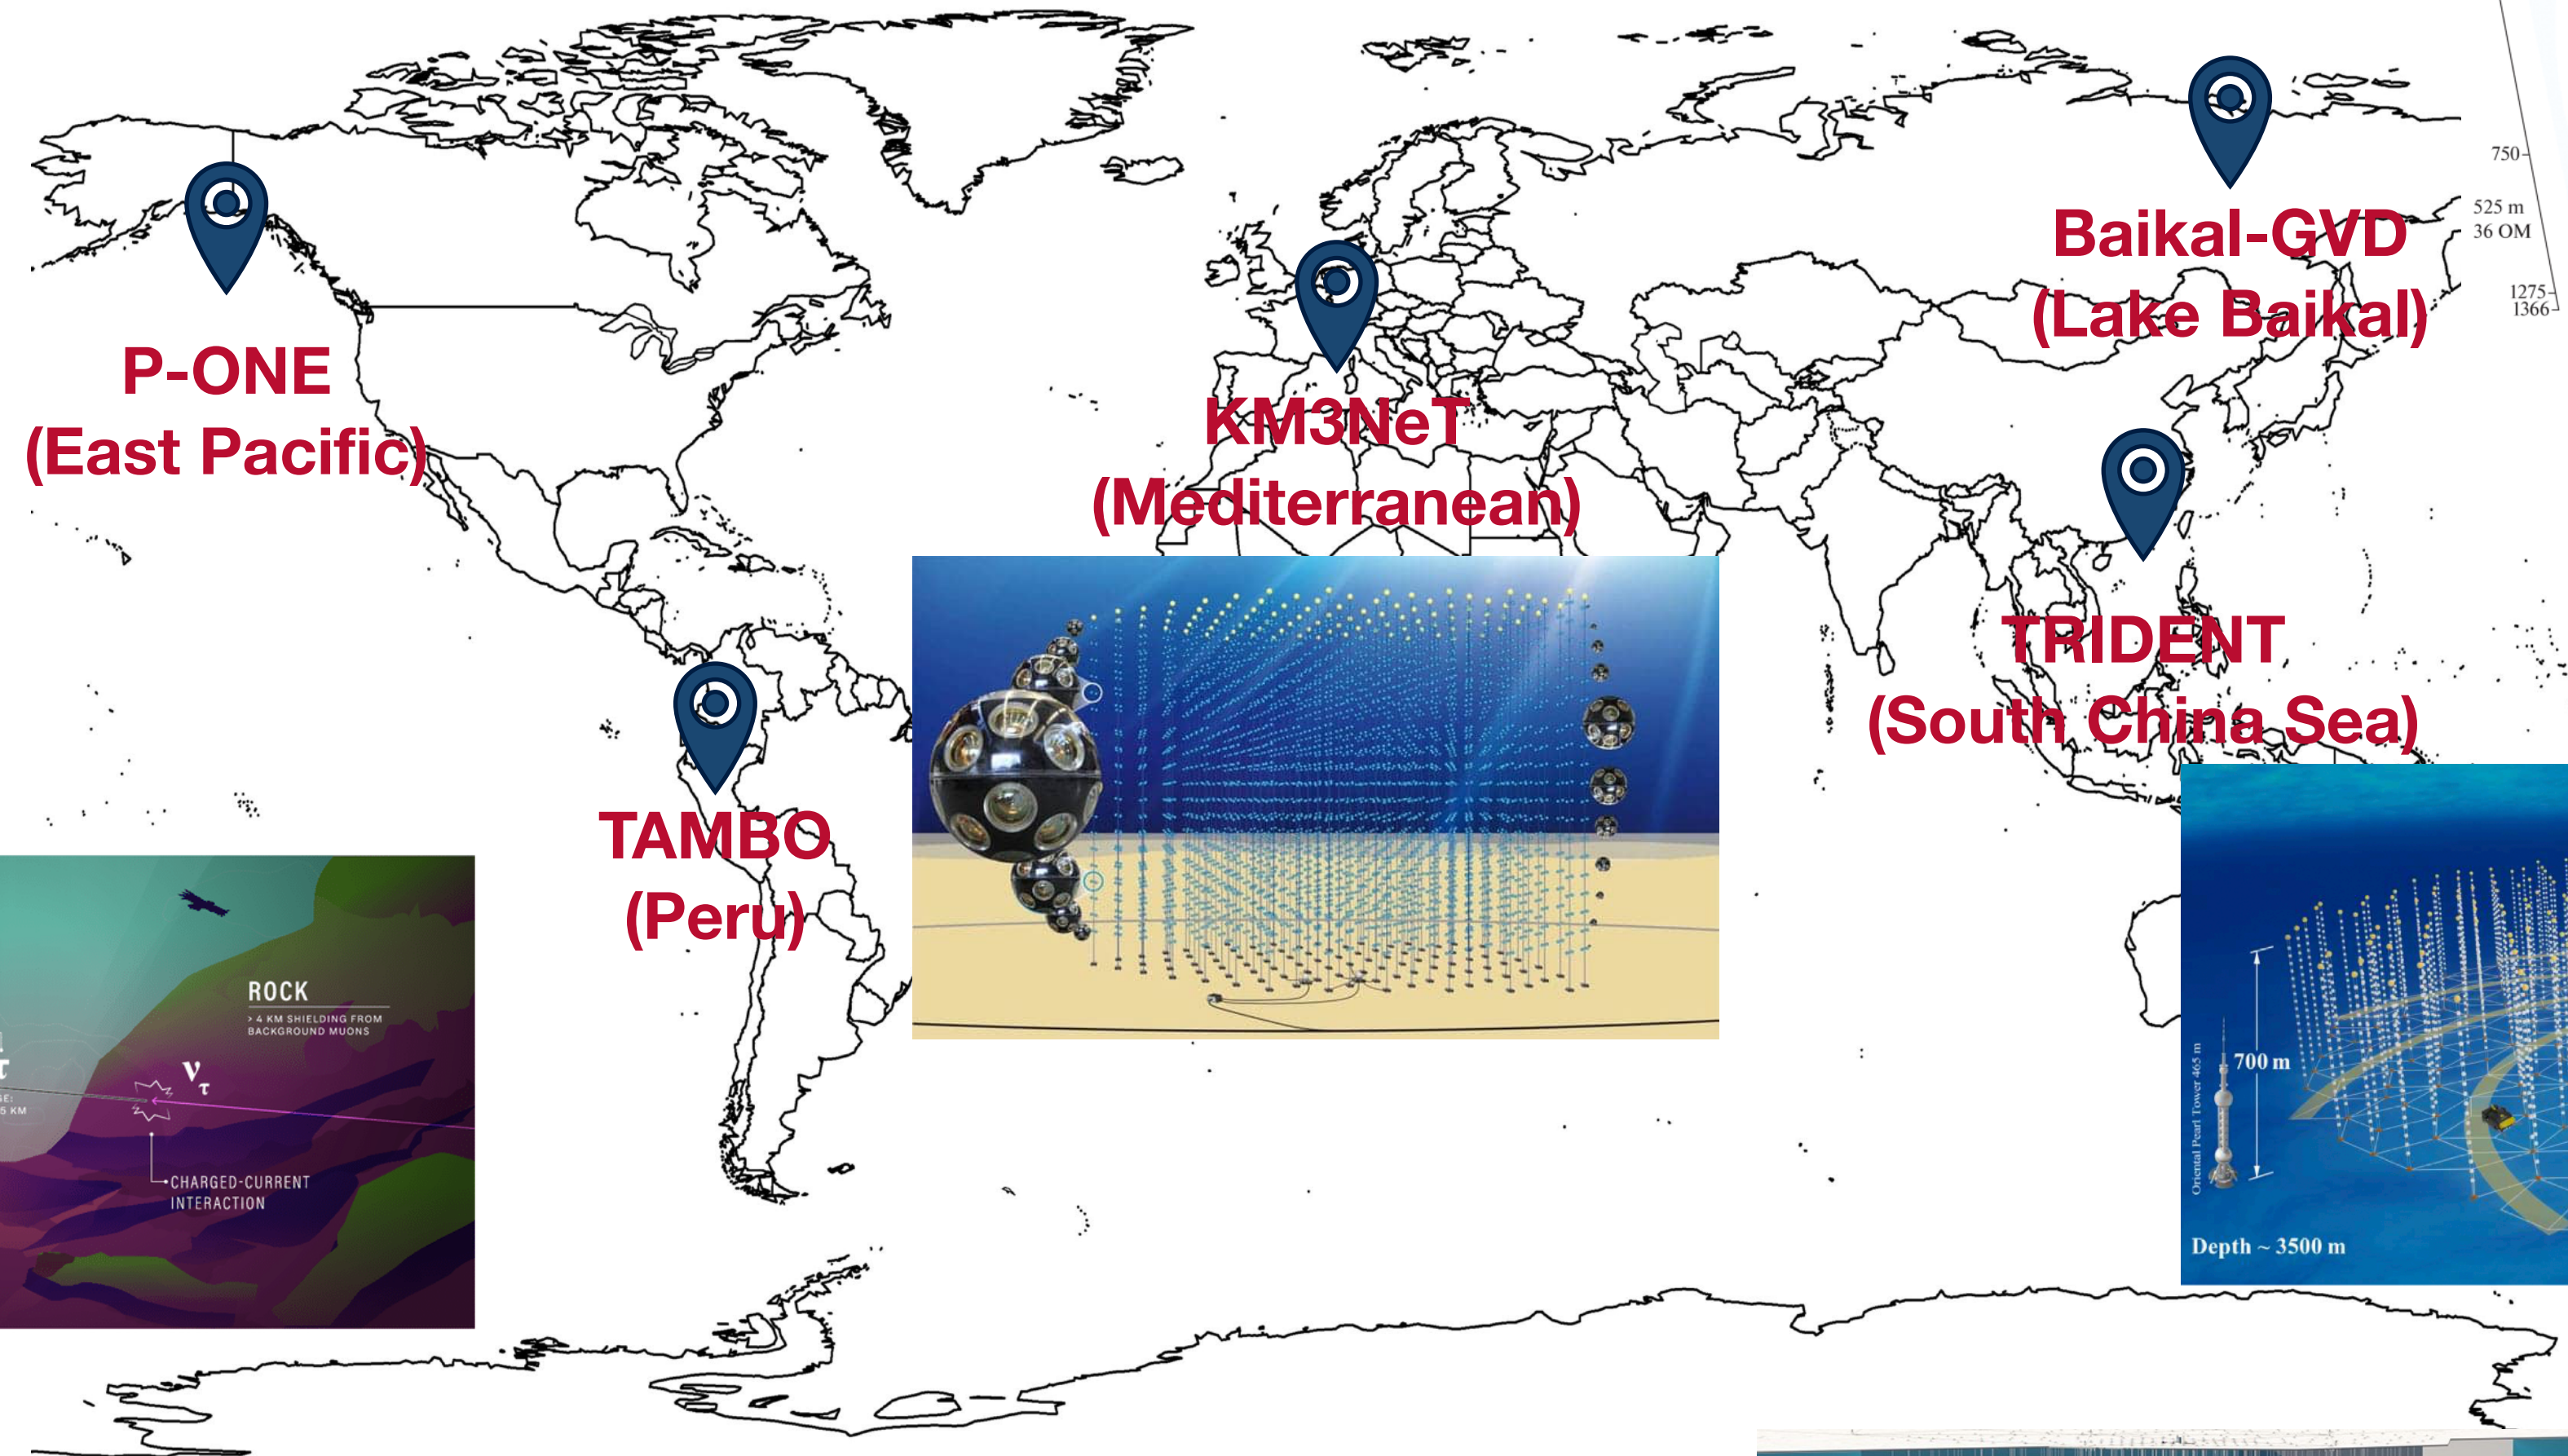 750
525 m
36 OM
1275
1366
Baikal-GVD
(Lake Baikal)
P-ONE
(East Pacific)
KM3NeT
(Mediterranean)
TRIDENT
(South China Sea)
TAMBO
(Peru)
ROCK
> 4 KM SHIELDING FROM
BACKGROUND MUONS
ντ
τ
5 KM
CHARGED-CURRENT
INTERACTION
700 m
Oriental Pearl Tower 465 m
Depth ~ 3500 m